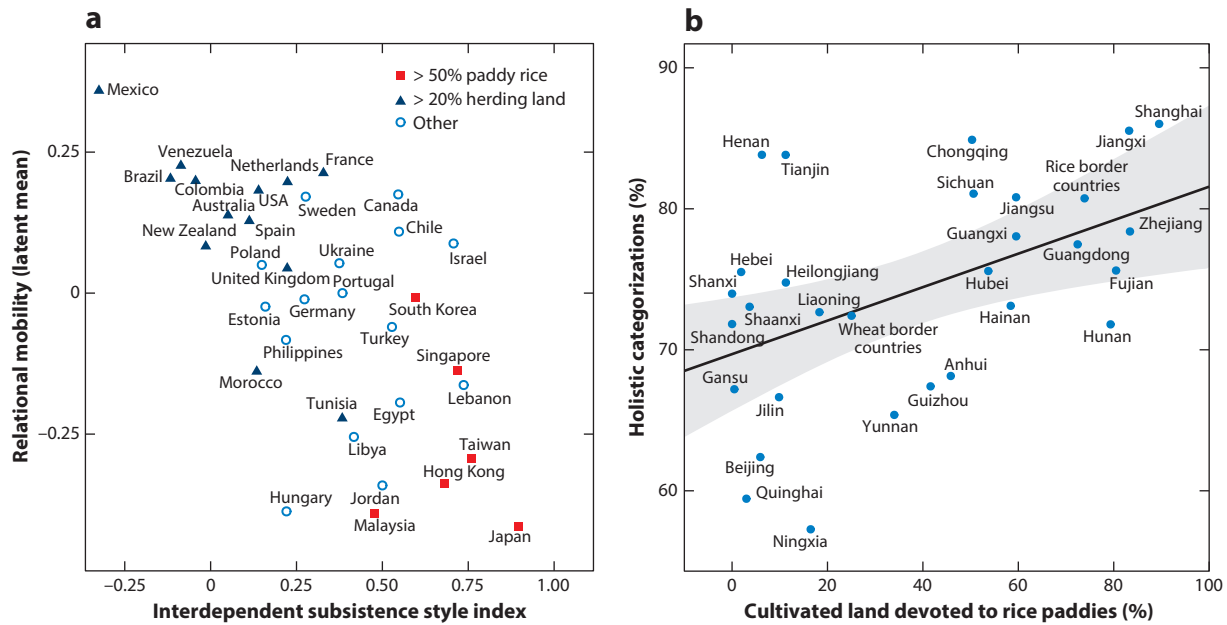 a
> 50% paddy rice
> 20% herding land
Other
Mexico
Venezuela
Netherlands
France
Brazil
Colombia
USA
Canada
Australia
Sweden
Chile
New Zealand
Spain
Israel
Poland
Ukraine
United Kingdom
Portugal
South Korea
Estonia
Germany
Turkey
Philippines
Singapore
Morocco
Lebanon
Tunisia
Egypt
Libya
Taiwan
Hong Kong
Hungary
Jordan
Malaysia
Japan
0.25
0
−0.25
−0.25
0
0.25
0.50
0.75
1.00
Relational mobility (latent mean)
Interdependent subsistence style index
b
Shanghai
Henan
Tianjin
Chongqing
Jiangxi
Sichuan
Rice border
countries
Jiangsu
Guangxi
Zhejiang
Guangdong
Hebei
Heilongjiang
Shanxi
Hubei
Fujian
Liaoning
Shaanxi
Hainan
Shandong
Wheat border
countries
Hunan
Gansu
Anhui
Jilin
Guizhou
Yunnan
Beijing
Quinghai
Ningxia
90
80
70
60
0
20
40
60
80
100
Holistic categorizations (%)
Cultivated land devoted to rice paddies (%)